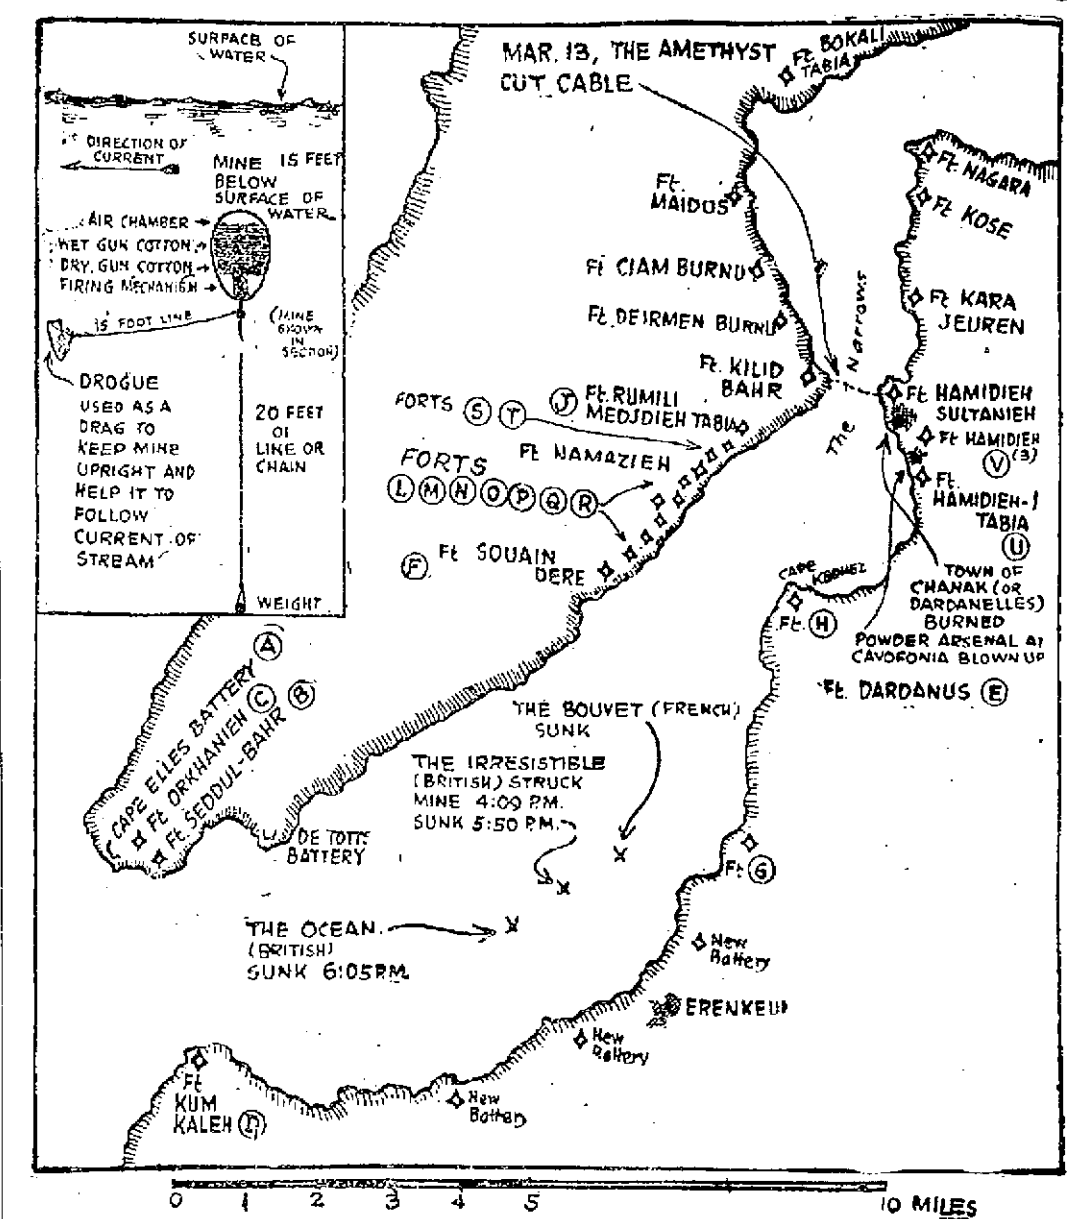 SURFACE OF
WATER
DIRECTION OF
CURRENT
MINE 15 FEET
BELOW
SURFACE OF
WATER
AIR CHAMBER
WET GUN COTTON
DRY GUN COTTON
FIRING MECHANISM
15 FOOT LINE
(MINE
SHOWN
IN
SECTION)
DROGUE
USED AS A
DRAG TO
KEEP MINE
UPRIGHT AND
HELP IT TO
FOLLOW
CURRENT OF
STREAM
20 FEET
OF
LINE OR
CHAIN
WEIGHT
MAR. 13, THE AMETHYST
CUT CABLE
Ft BOKALI
TABIA
Ft NAGARA
Ft KOSE
Ft.
MAIDOS
Ft CIAM BURNU
Ft. DEIRMEN BURNU
Ft KARA
JEUREN
Ft. KILID
BAHR
The Narrows
Ft HAMIDIEH
SULTANIEH
Ft HAMIDIEH
V (3)
Ft.
HAMIDIEH-I
TABIA
U
J Ft. RUMILI
MEDJDIEH TABIA
FORTS S T
Ft NAMAZIEH
FORTS
L M N O P Q R
F Ft SOUAIN
DERE
CAPE
Ft. H
TOWN OF
CHANAK (OR
DARDANELLES)
BURNED
POWDER ARSENAL AT
CAVOFONIA BLOWN UP
Ft. DARDANUS E
CAPE ELLES BATTERY A
Ft ORKHANIEH C
Ft. SEDDUL-BAHR B
DE TOTTS
BATTERY
THE BOUVET (FRENCH)
SUNK
THE IRRESISTIBLE
(BRITISH) STRUCK
MINE 4:09 P.M.
SUNK 5:50 P.M.
THE OCEAN
(BRITISH)
SUNK 6:05 P.M.
Ft G
New
Battery
ERENKEUI
New
Battery
New
Battery
Ft
KUM
KALEH D
0 1 2 3 4 5 10 MILES